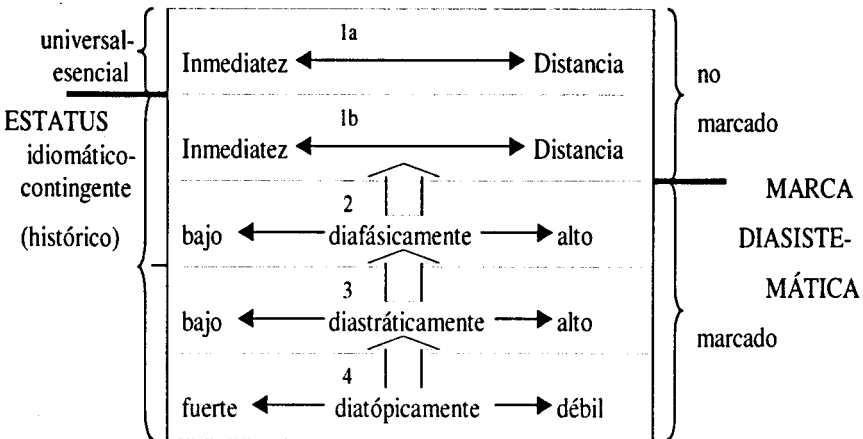 universal-
esencial
ESTATUS
idiomático-
contingente
(histórico)
1a
Inmediatez Distancia
1b
Inmediatez Distancia
2
bajo diafásicamente alto
3
bajo diastráticamente alto
4
fuerte diatópicamente débil
no
marcado
MARCA
DIASISTE-
MÁTICA
marcado